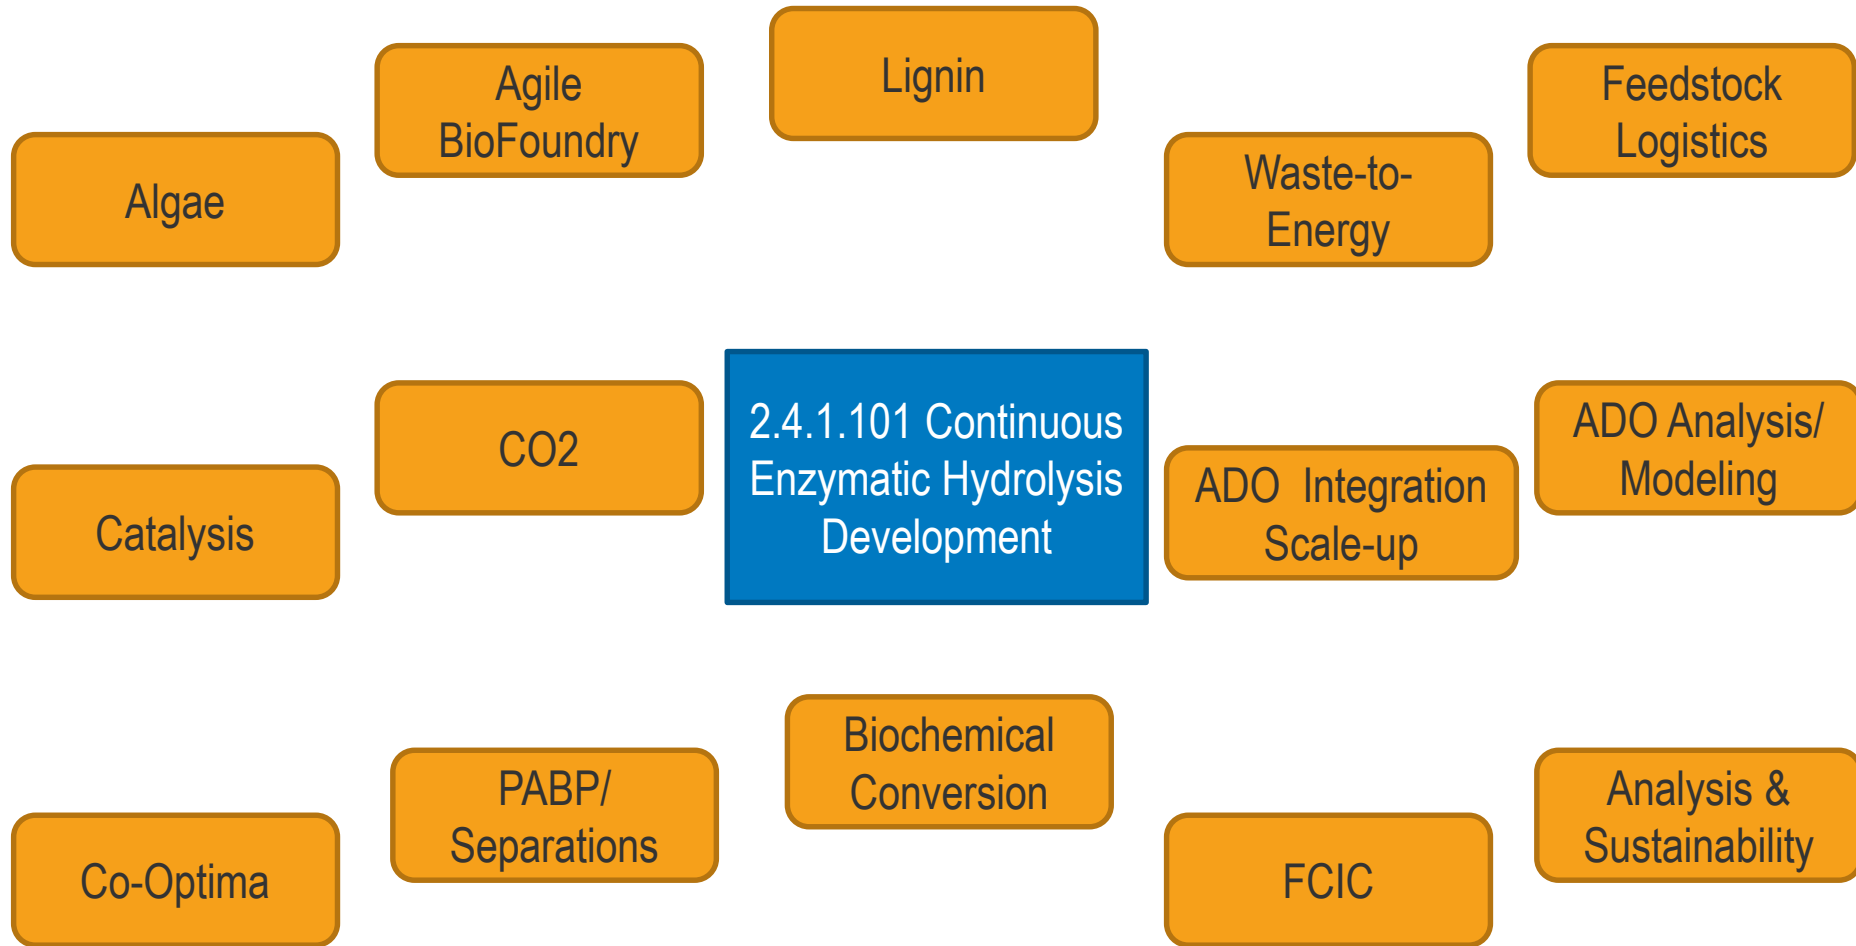 Lignin
Agile
BioFoundry
Feedstock
Logistics
Algae
Waste-to-
Energy
CO2
2.4.1.101 Continuous
Enzymatic Hydrolysis
Development
ADO Analysis/
Modeling
Catalysis
ADO  Integration
Scale-up
Biochemical
Conversion
PABP/
Separations
Analysis &
Sustainability
Co-Optima
FCIC